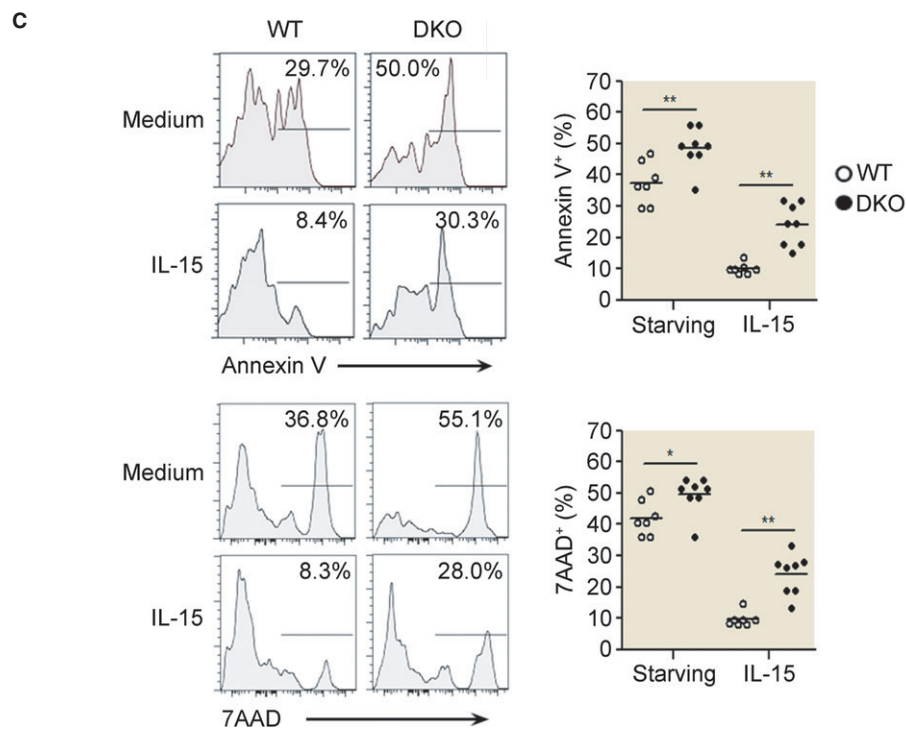 C
WT DKO
Medium
29.7% 50.0%
IL-15
8.4% 30.3%
Annexin V
Annexin V⁺ (%)
70
60
50
40
30
20
10
0
**
**
Starving IL-15
WT
DKO
Medium
36.8% 55.1%
IL-15
8.3% 28.0%
7AAD
7AAD⁺ (%)
70
60
50
40
30
20
10
0
*
**
Starving IL-15